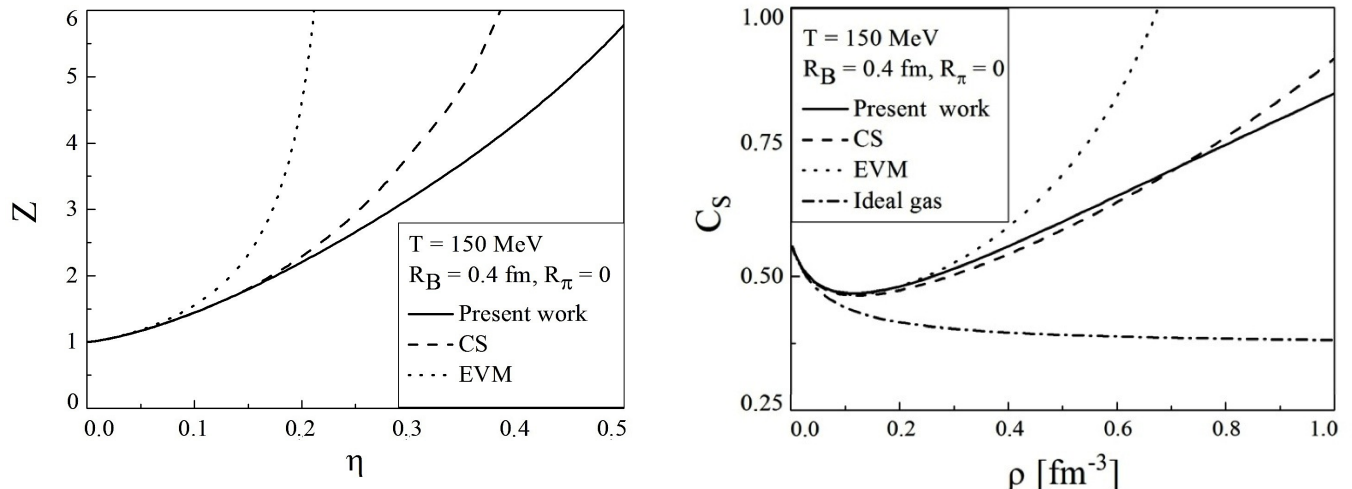 6
5
4
3
2
1
0
Z
0.0 0.1 0.2 0.3 0.4 0.5
η
T = 150 MeV
R_B = 0.4 fm, R_π = 0
Present work
CS
EVM
1.00
0.75
0.50
0.25
C_S
0.0 0.2 0.4 0.6 0.8 1.0
ρ [fm⁻³]
T = 150 MeV
R_B = 0.4 fm, R_π = 0
Present work
CS
EVM
Ideal gas